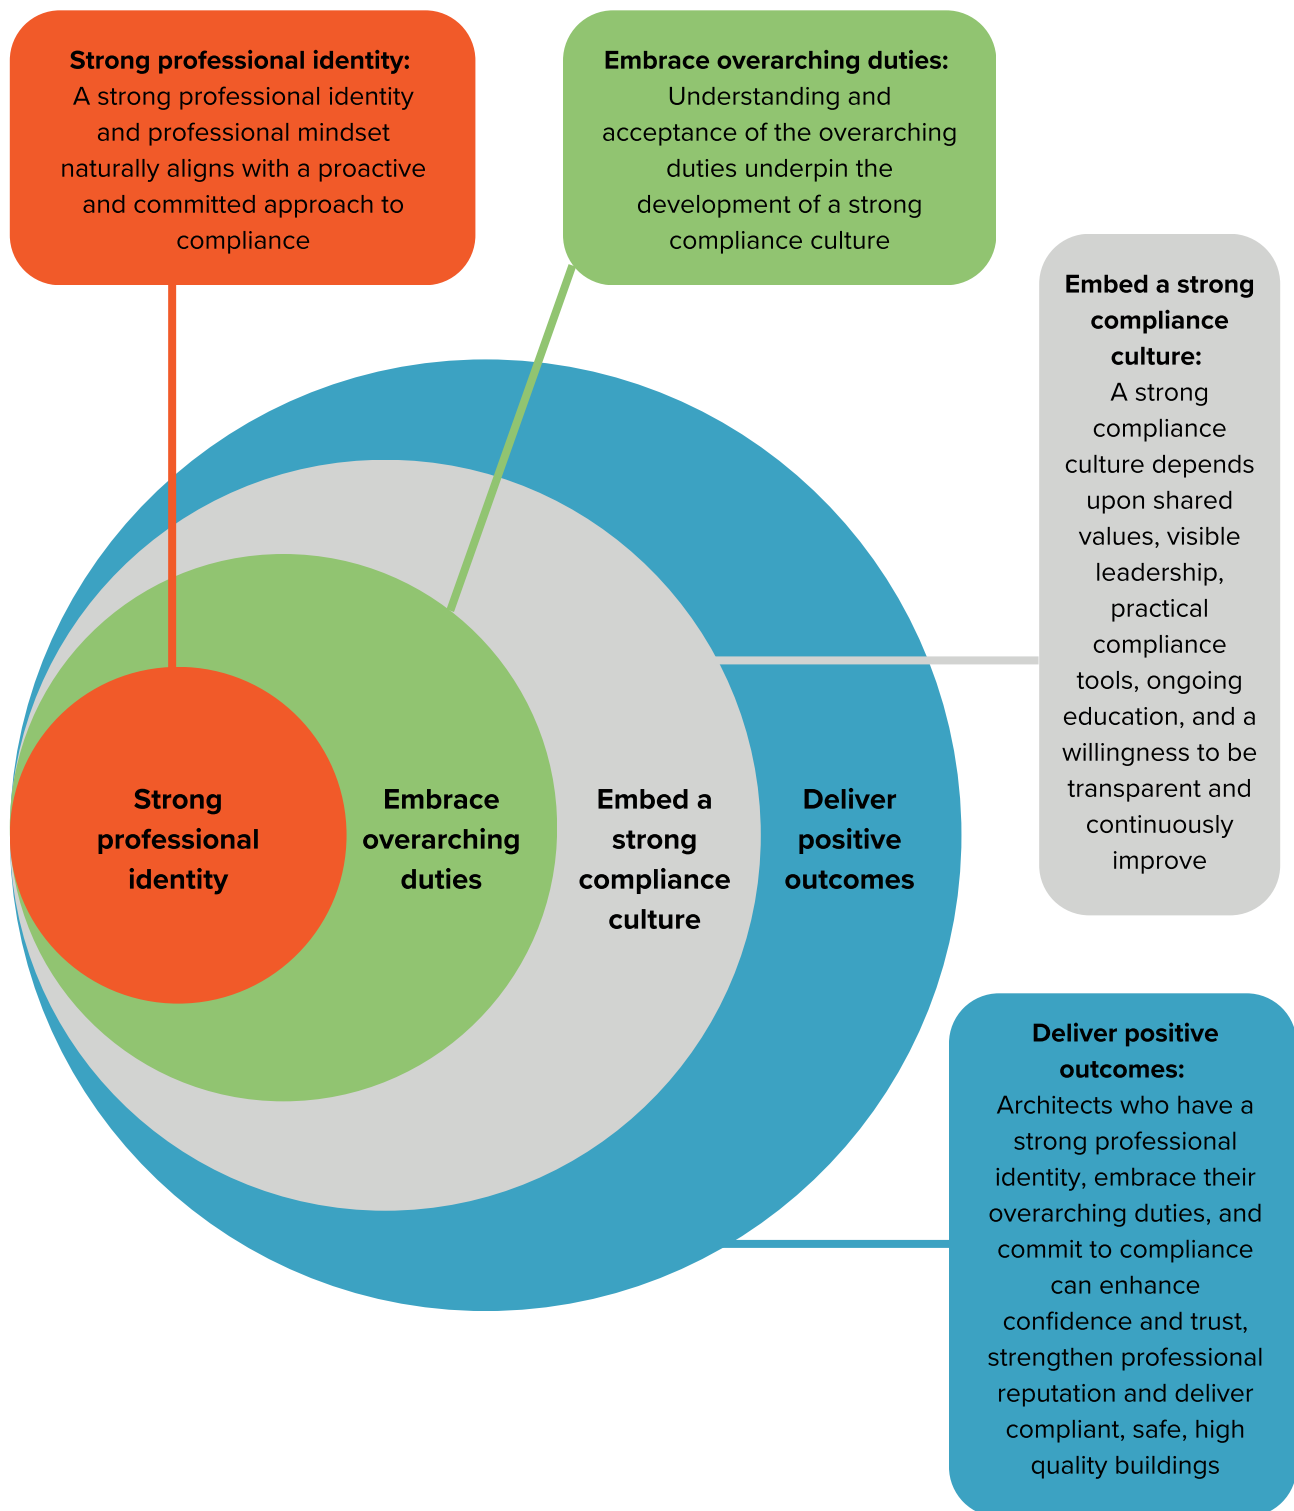 Strong professional identity:
A strong professional identity
and professional mindset
naturally aligns with a proactive
and committed approach to
compliance
Embrace overarching duties:
Understanding and
acceptance of the overarching
duties underpin the
development of a strong
compliance culture
Embed a strong
compliance
culture:
A strong
compliance
culture depends
upon shared
values, visible
leadership,
practical
compliance
tools, ongoing
education, and a
willingness to be
transparent and
continuously
improve
Strong
professional
identity
Embrace
overarching
duties
Embed a
strong
compliance
culture
Deliver
positive
outcomes
Deliver positive
outcomes:
Architects who have a
strong professional
identity, embrace their
overarching duties, and
commit to compliance
can enhance
confidence and trust,
strengthen professional
reputation and deliver
compliant, safe, high
quality buildings